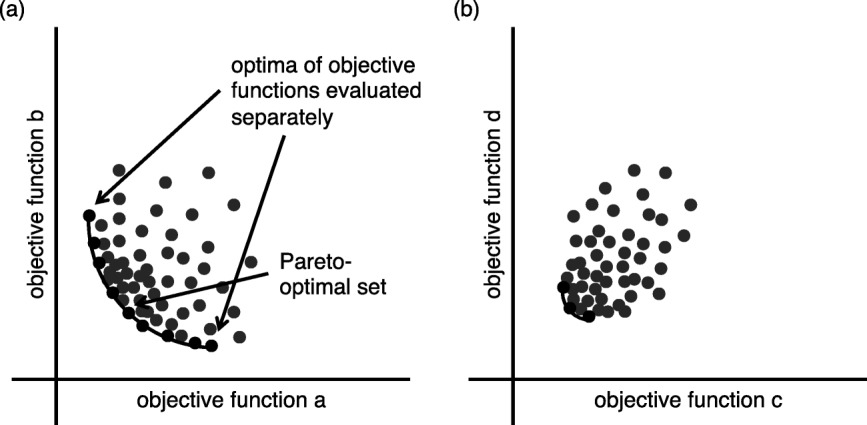 (a)
optima of objective
functions evaluated
separately
objective function b
Pareto-
optimal set
objective function a
(b)
objective function d
objective function c